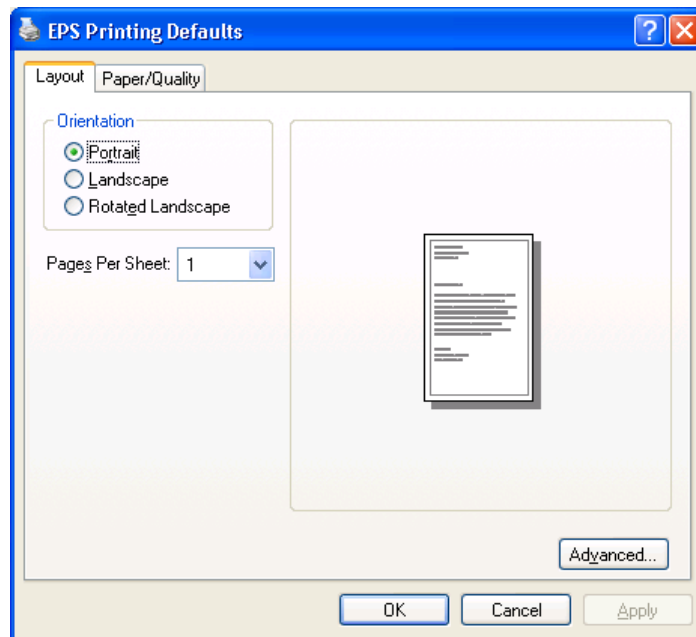 EPS Printing Defaults
Layout Paper/Quality
Orientation
Portrait
Landscape
Rotated Landscape
Pages Per Sheet: 1
Advanced...
OK Cancel Apply